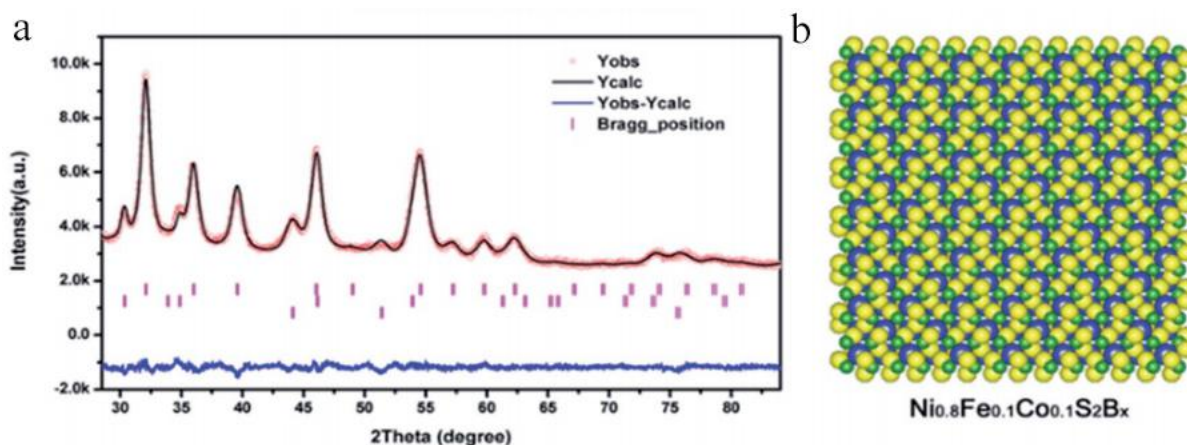 a
b
10.0k
8.0k
6.0k
4.0k
2.0k
0.0
-2.0k
Intensity(a.u.)
Yobs
Ycalc
Yobs-Ycalc
Bragg_position
30 35 40 45 50 55 60 65 70 75 80
2Theta (degree)
Ni0.8Fe0.1Co0.1S2Bx